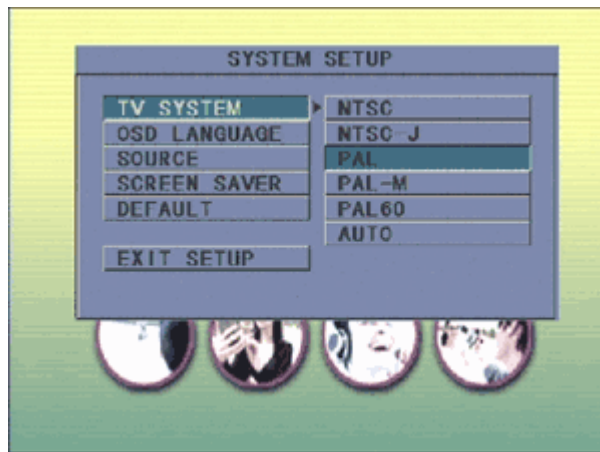 SYSTEM SETUP
TV SYSTEM
OSD LANGUAGE
SOURCE
SCREEN SAVER
DEFAULT
EXIT SETUP
NTSC
NTSC-J
PAL
PAL-M
PAL60
AUTO